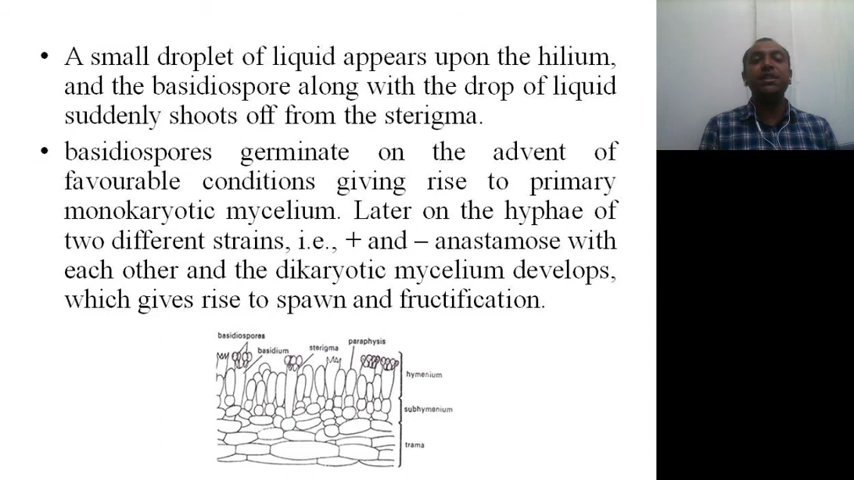 • A small droplet of liquid appears upon the hilium,
and the basidiospore along with the drop of liquid
suddenly shoots off from the sterigma.
• basidiospores germinate on the advent of
favourable conditions giving rise to primary
monokaryotic mycelium. Later on the hyphae of
two different strains, i.e., + and – anastamose with
each other and the dikaryotic mycelium develops,
which gives rise to spawn and fructification.
basidiospores
basidium
sterigma
paraphysis
hymenium
subhymenium
trama